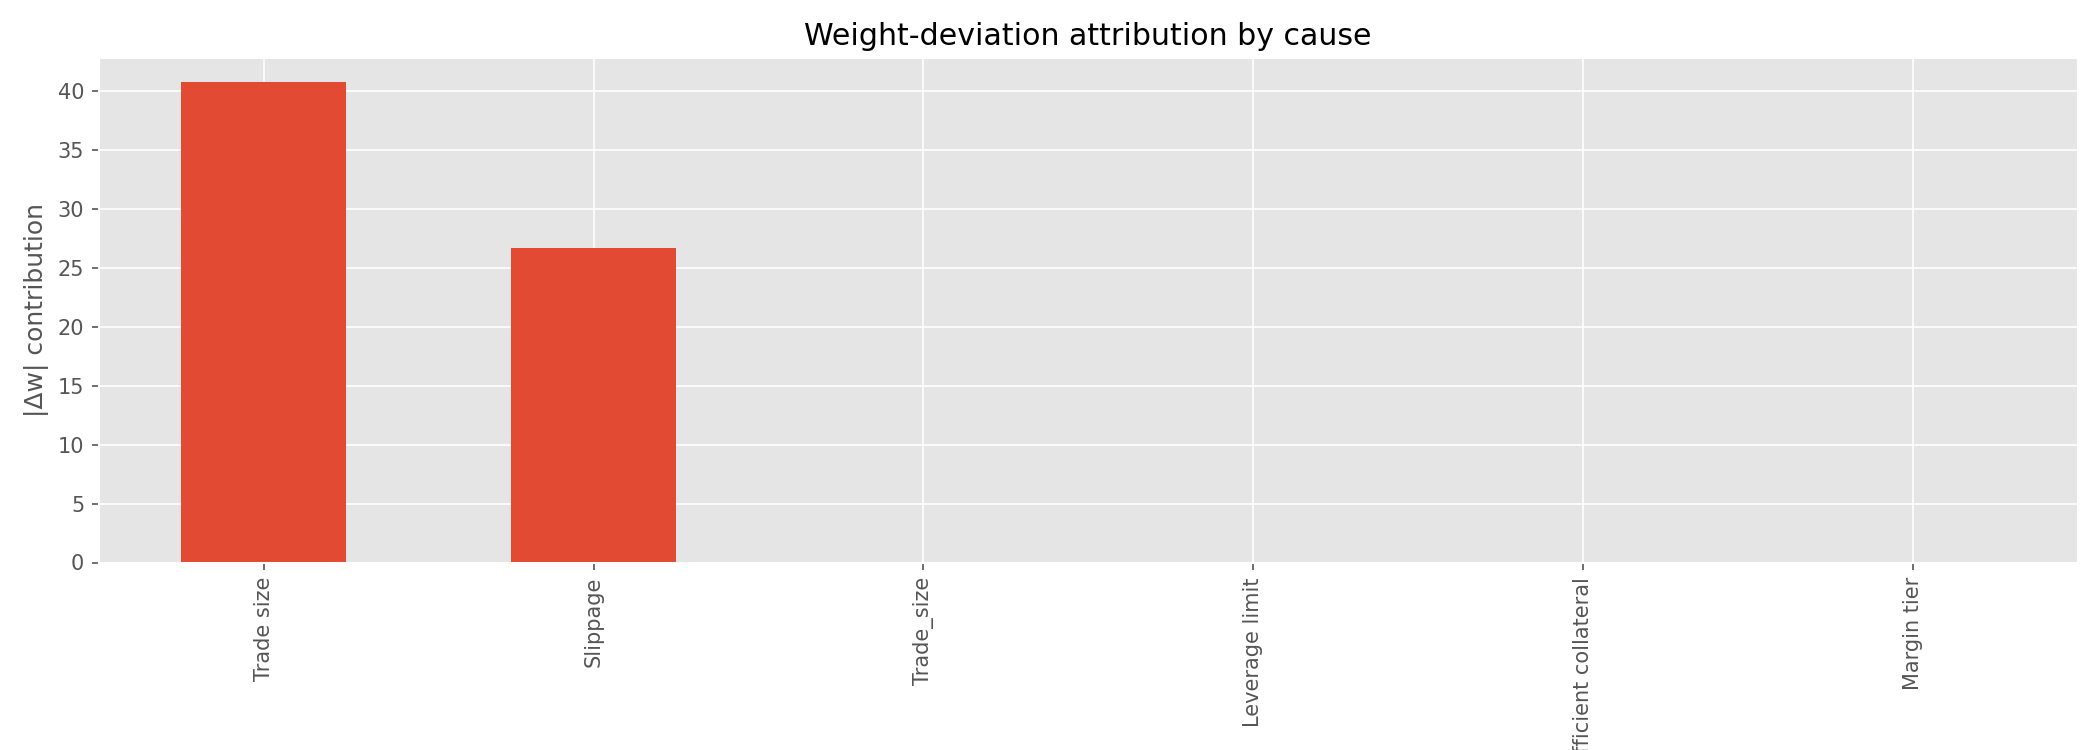 Weight-deviation attribution by cause
|Δw| contribution
40
35
30
25
20
15
10
5
0
Trade size
Slippage
Trade_size
Leverage limit
fficient collateral
Margin tier